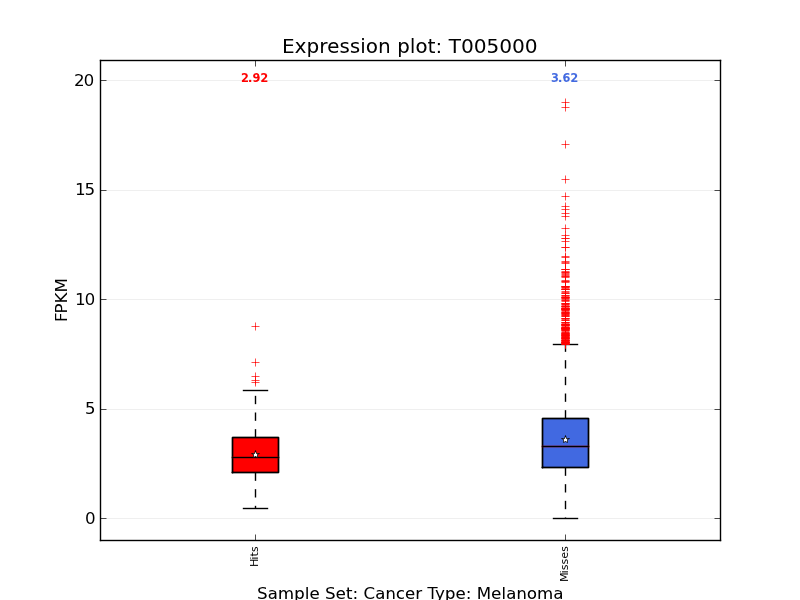 Expression plot: T005000
2.92
3.62
20
15
10
5
0
FPKM
Hits
Misses
Sample Set: Cancer Type: Melanoma